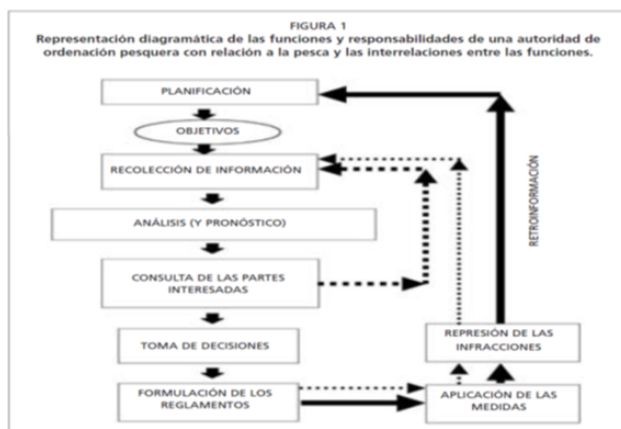 FIGURA 1
Representación diagramática de las funciones y responsabilidades de una autoridad de
ordenación pesquera con relación a la pesca y las interrelaciones entre las funciones.
PLANIFICACIÓN
OBJETIVOS
RECOLECCIÓN DE INFORMACIÓN
ANÁLISIS (Y PRONÓSTICO)
CONSULTA DE LAS PARTES
INTERESADAS
TOMA DE DECISIONES
FORMULACIÓN DE LOS
REGLAMENTOS
RETROINFORMACIÓN
REPRESIÓN DE LAS
INFRACCIONES
APLICACIÓN DE LAS
MEDIDAS